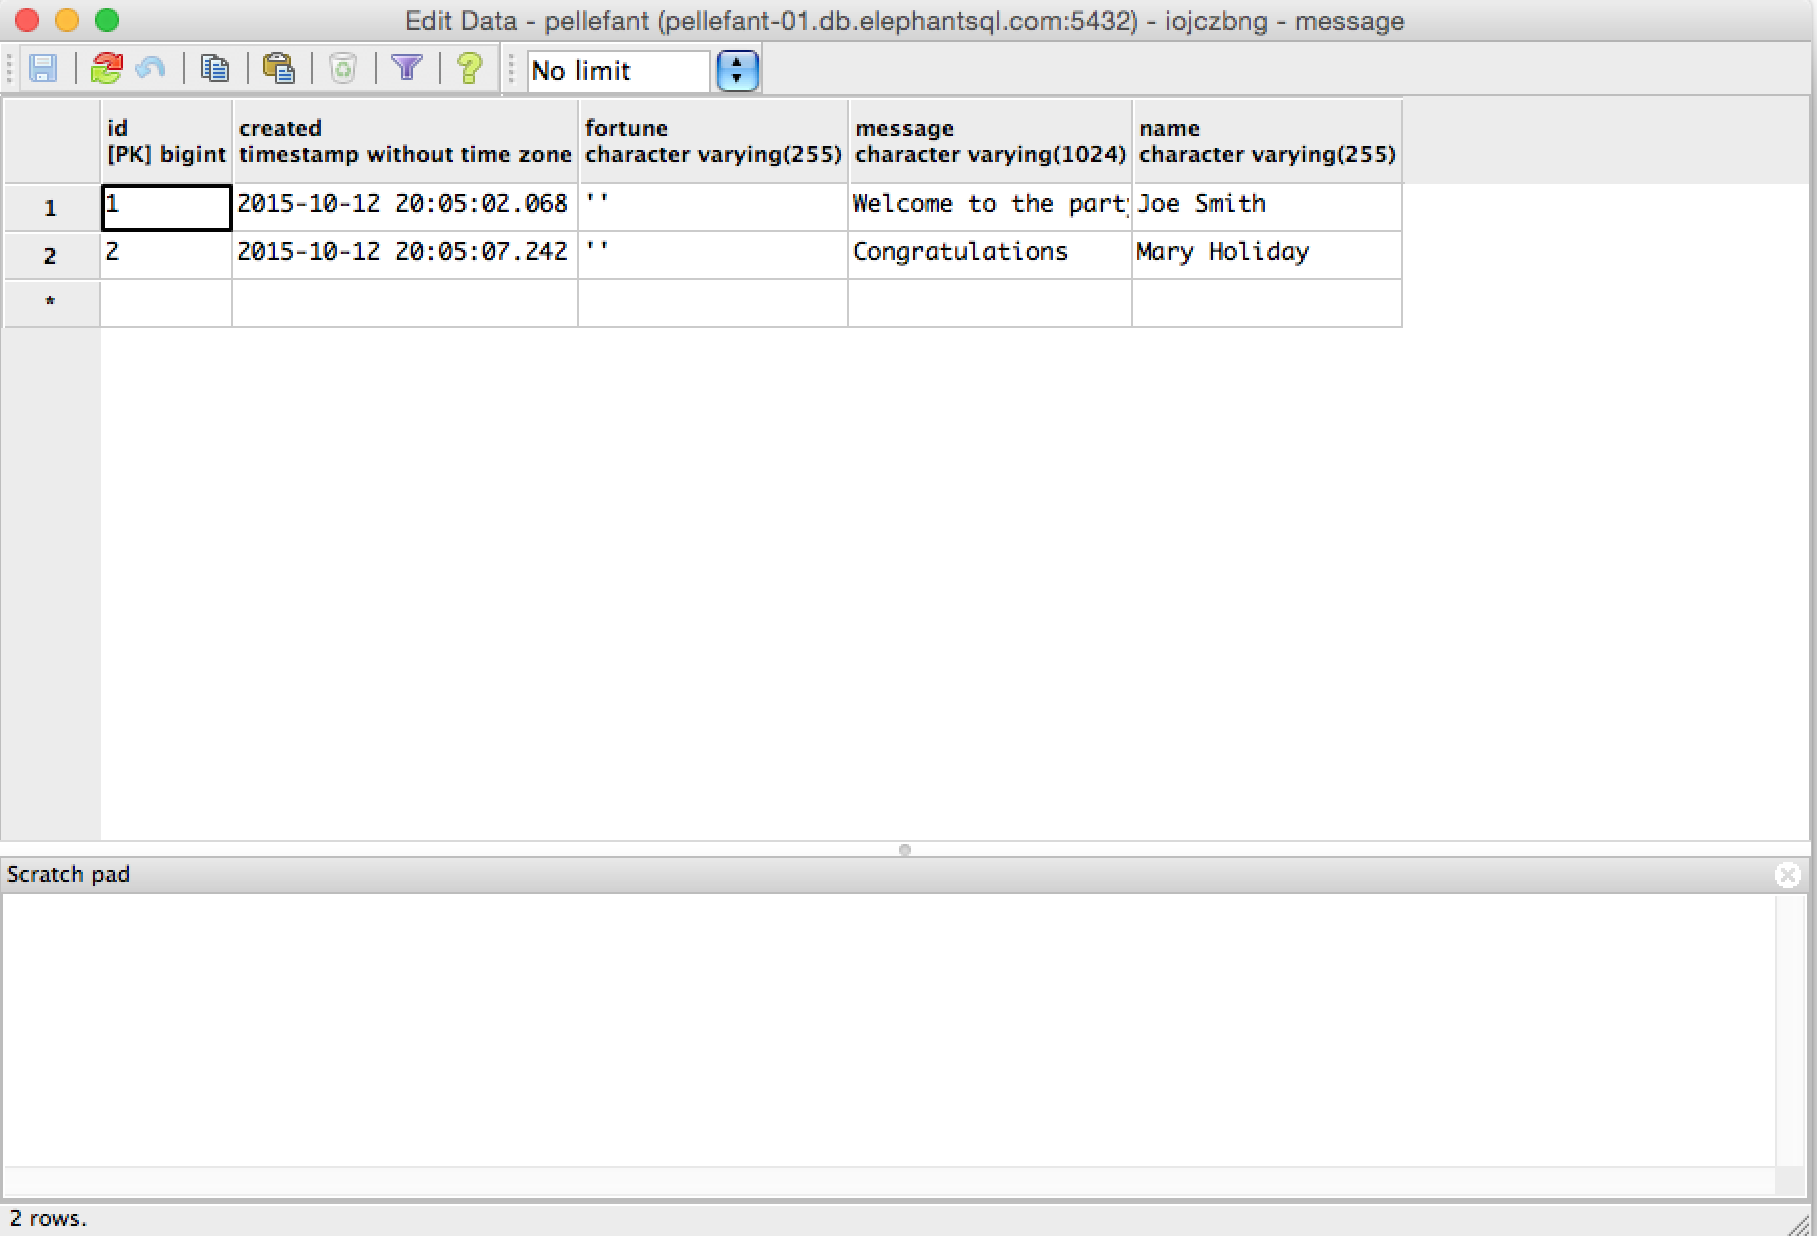 Edit Data - pellefant (pellefant-01.db.elephantsql.com:5432) - iojczbng - message
No limit
id created fortune message name
[PK] bigint timestamp without time zone character varying(255) character varying(1024) character varying(255)
1 1 2015-10-12 20:05:02.068 '' Welcome to the party Joe Smith
2 2 2015-10-12 20:05:07.242 '' Congratulations Mary Holiday
*
Scratch pad
2 rows.